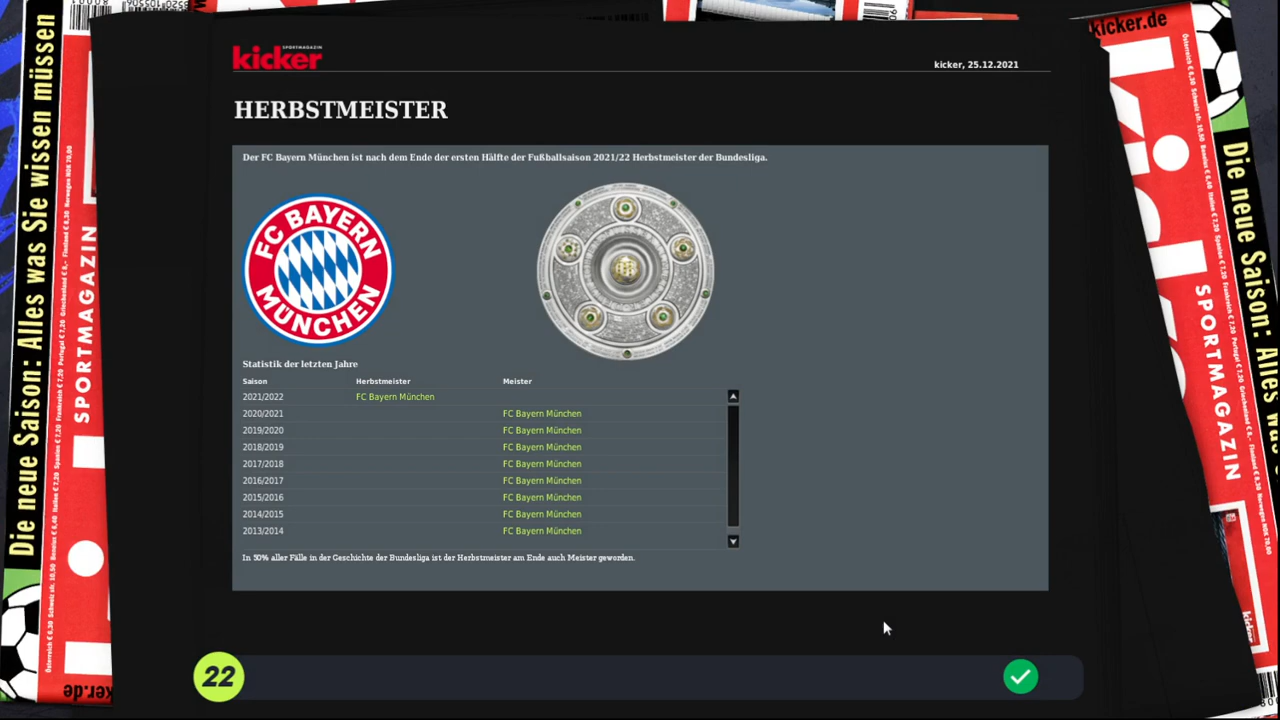 SPORTMAGAZIN
kicker
kicker, 25.12.2021
HERBSTMEISTER
Der FC Bayern München ist nach dem Ende der ersten Hälfte der Fußballsaison 2021/22 Herbstmeister der Bundesliga.
FC BAYERN
MÜNCHEN
Statistik der letzten Jahre
Saison Herbstmeister Meister
2021/2022 FC Bayern München
2020/2021 FC Bayern München
2019/2020 FC Bayern München
2018/2019 FC Bayern München
2017/2018 FC Bayern München
2016/2017 FC Bayern München
2015/2016 FC Bayern München
2014/2015 FC Bayern München
2013/2014 FC Bayern München
In 50% aller Fälle in der Geschichte der Bundesliga ist der Herbstmeister am Ende auch Meister geworden.
22
Die neue Saison: Alles was Sie wissen müssen
SPORTMAGAZIN
ker.de
kicker.de
SPORTMAGAZIN
Die neue Saison: Alles was
kicker